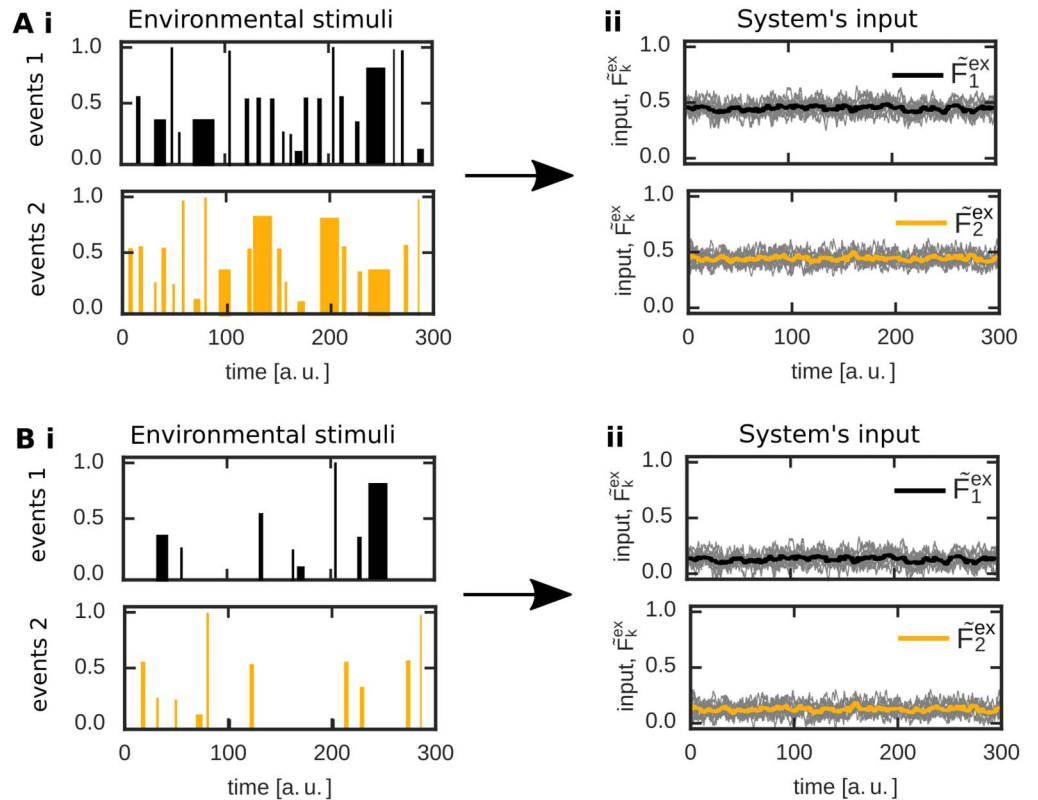 A i Environmental stimuli
events 1
1.0
0.5
0.0
events 2
1.0
0.5
0.0
0 100 200 300
time [a. u.]
ii System's input
input, F̃ₖᵉˣ
1.0
0.5
0.0
F̃₁ᵉˣ
input, F̃ₖᵉˣ
1.0
0.5
0.0
F̃₂ᵉˣ
0 100 200 300
time [a. u.]
B i Environmental stimuli
events 1
1.0
0.5
0.0
events 2
1.0
0.5
0.0
0 100 200 300
time [a. u.]
ii System's input
input, F̃ₖᵉˣ
1.0
0.5
0.0
F̃₁ᵉˣ
input, F̃ₖᵉˣ
1.0
0.5
0.0
F̃₂ᵉˣ
0 100 200 300
time [a. u.]